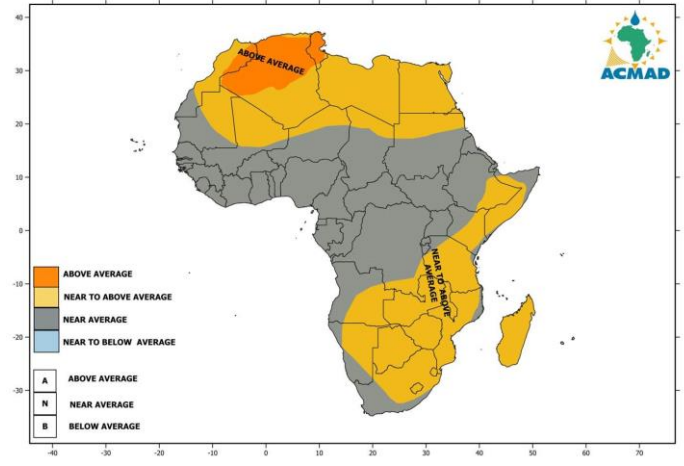 40
30
20
10
0
-10
-20
-30
-40
-30
-20
-10
0
10
20
30
40
50
60
70
ACMAD
ABOVE AVERAGE
NEAR TO ABOVE
AVERAGE
ABOVE AVERAGE
NEAR TO ABOVE AVERAGE
NEAR AVERAGE
NEAR TO BELOW AVERAGE
A ABOVE AVERAGE
N NEAR AVERAGE
B BELOW AVERAGE